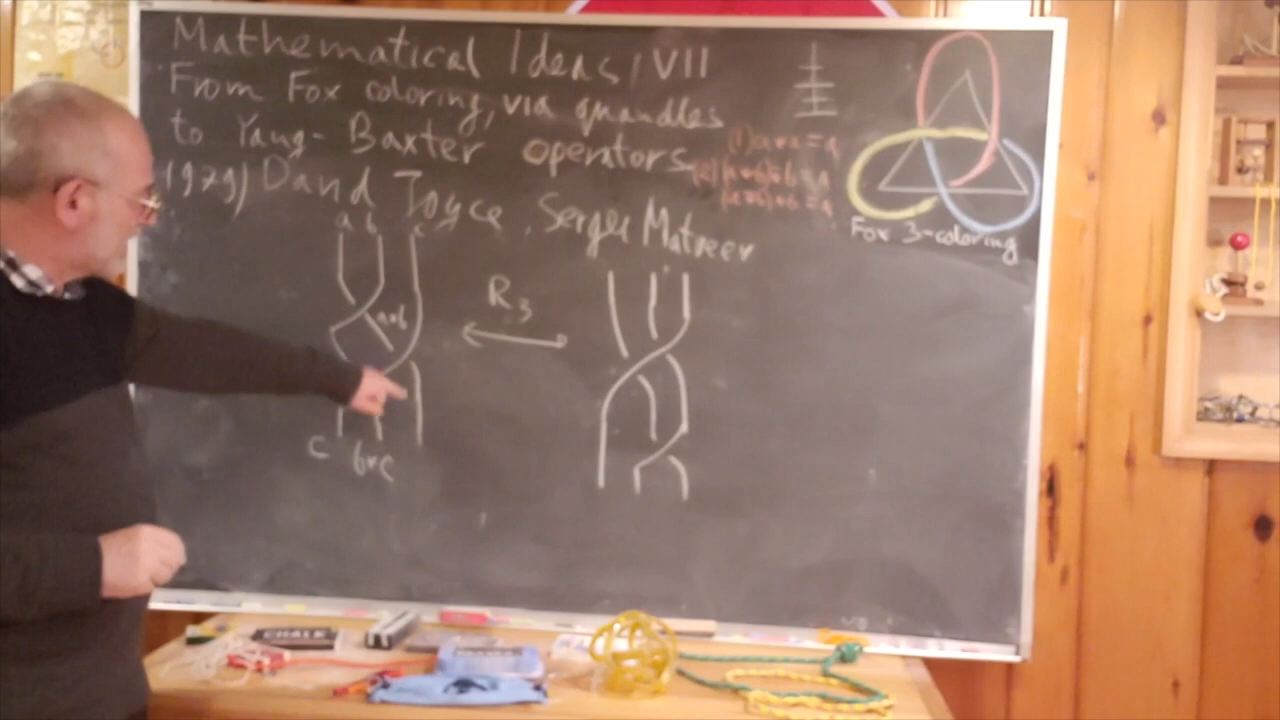 Mathematical Ideas, VII
From Fox coloring, via quandles
to Yang-Baxter operators
1979) David Joyce, Sergei Matveev
(1) a*a=a
Fox 3-coloring
a b c
a*b
R3
c b*c
CHALK